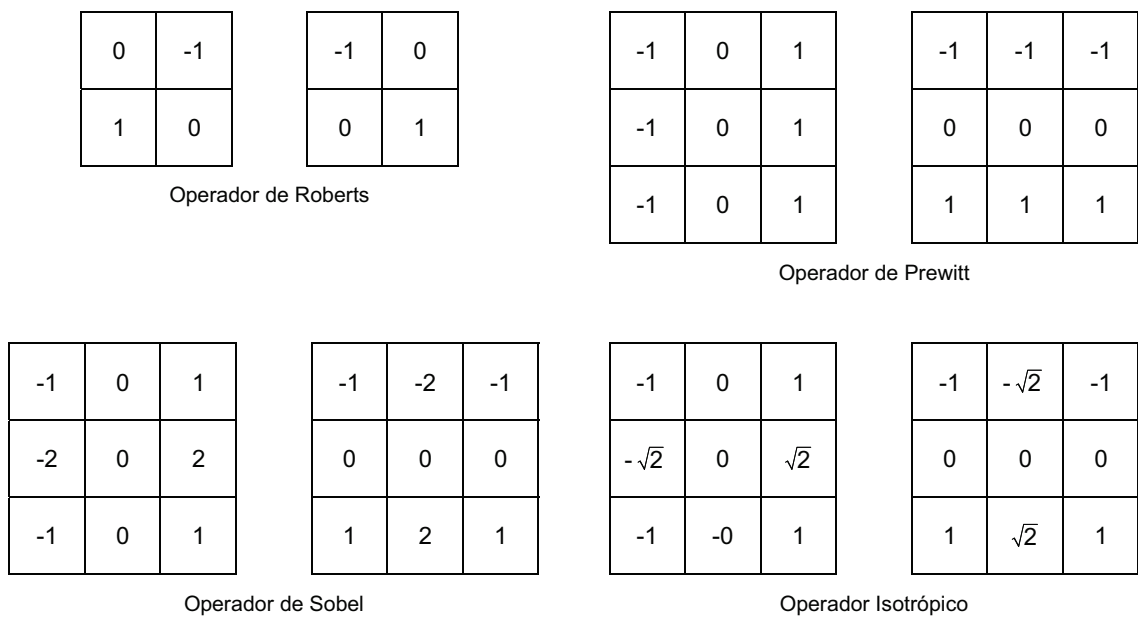 0 -1
1 0
-1 0
0 1
Operador de Roberts
-1 0 1
-1 0 1
-1 0 1
-1 -1 -1
0 0 0
1 1 1
Operador de Prewitt
-1 0 1
-2 0 2
-1 0 1
-1 -2 -1
0 0 0
1 2 1
Operador de Sobel
-1 0 1
-√2 0 √2
-1 -0 1
-1 -√2 -1
0 0 0
1 √2 1
Operador Isotrópico